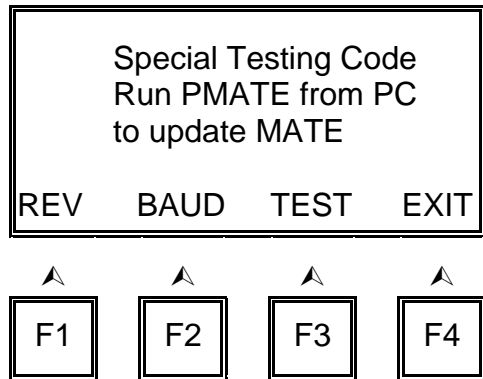 Special Testing Code
Run PMATE from PC
to update MATE
REV BAUD TEST EXIT
F1 F2 F3 F4